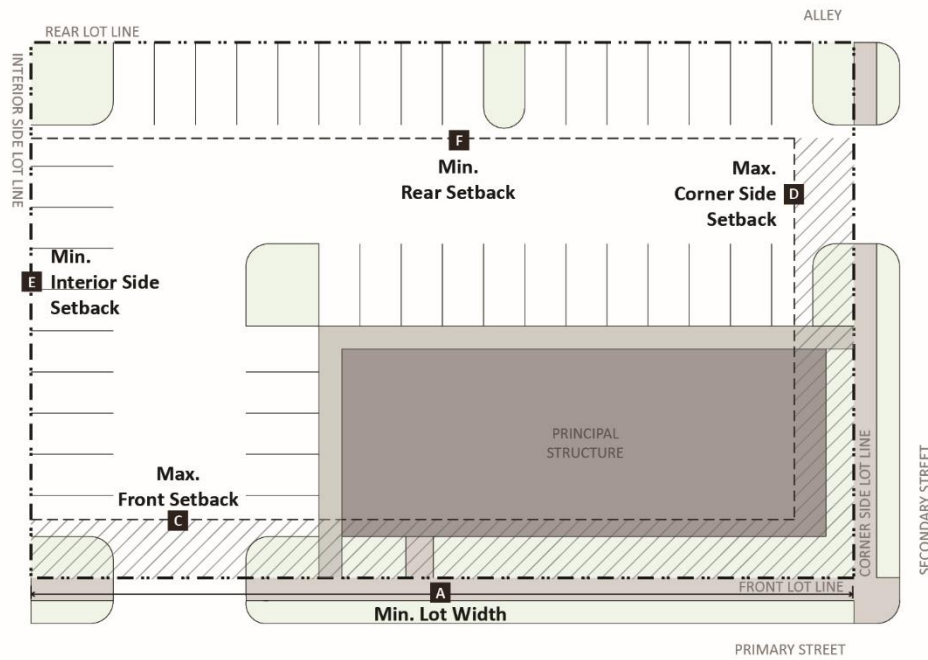 ALLEY
REAR LOT LINE
INTERIOR SIDE LOT LINE
F
Min.
Rear Setback
Max.
Corner Side
Setback
D
E
Min.
Interior Side
Setback
PRINCIPAL
STRUCTURE
Max.
Front Setback
C
CORNER SIDE LOT LINE
SECONDARY STREET
FRONT LOT LINE
A
Min. Lot Width
PRIMARY STREET